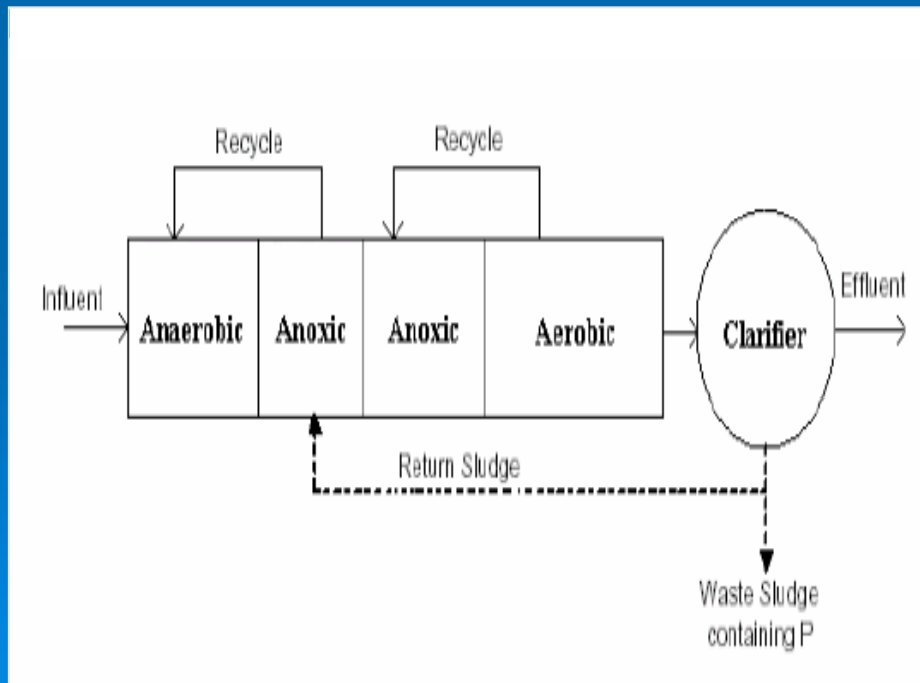 Recycle
Recycle
Influent
Anaerobic
Anoxic
Anoxic
Aerobic
Clarifier
Effluent
Return Sludge
Waste Sludge
containing P